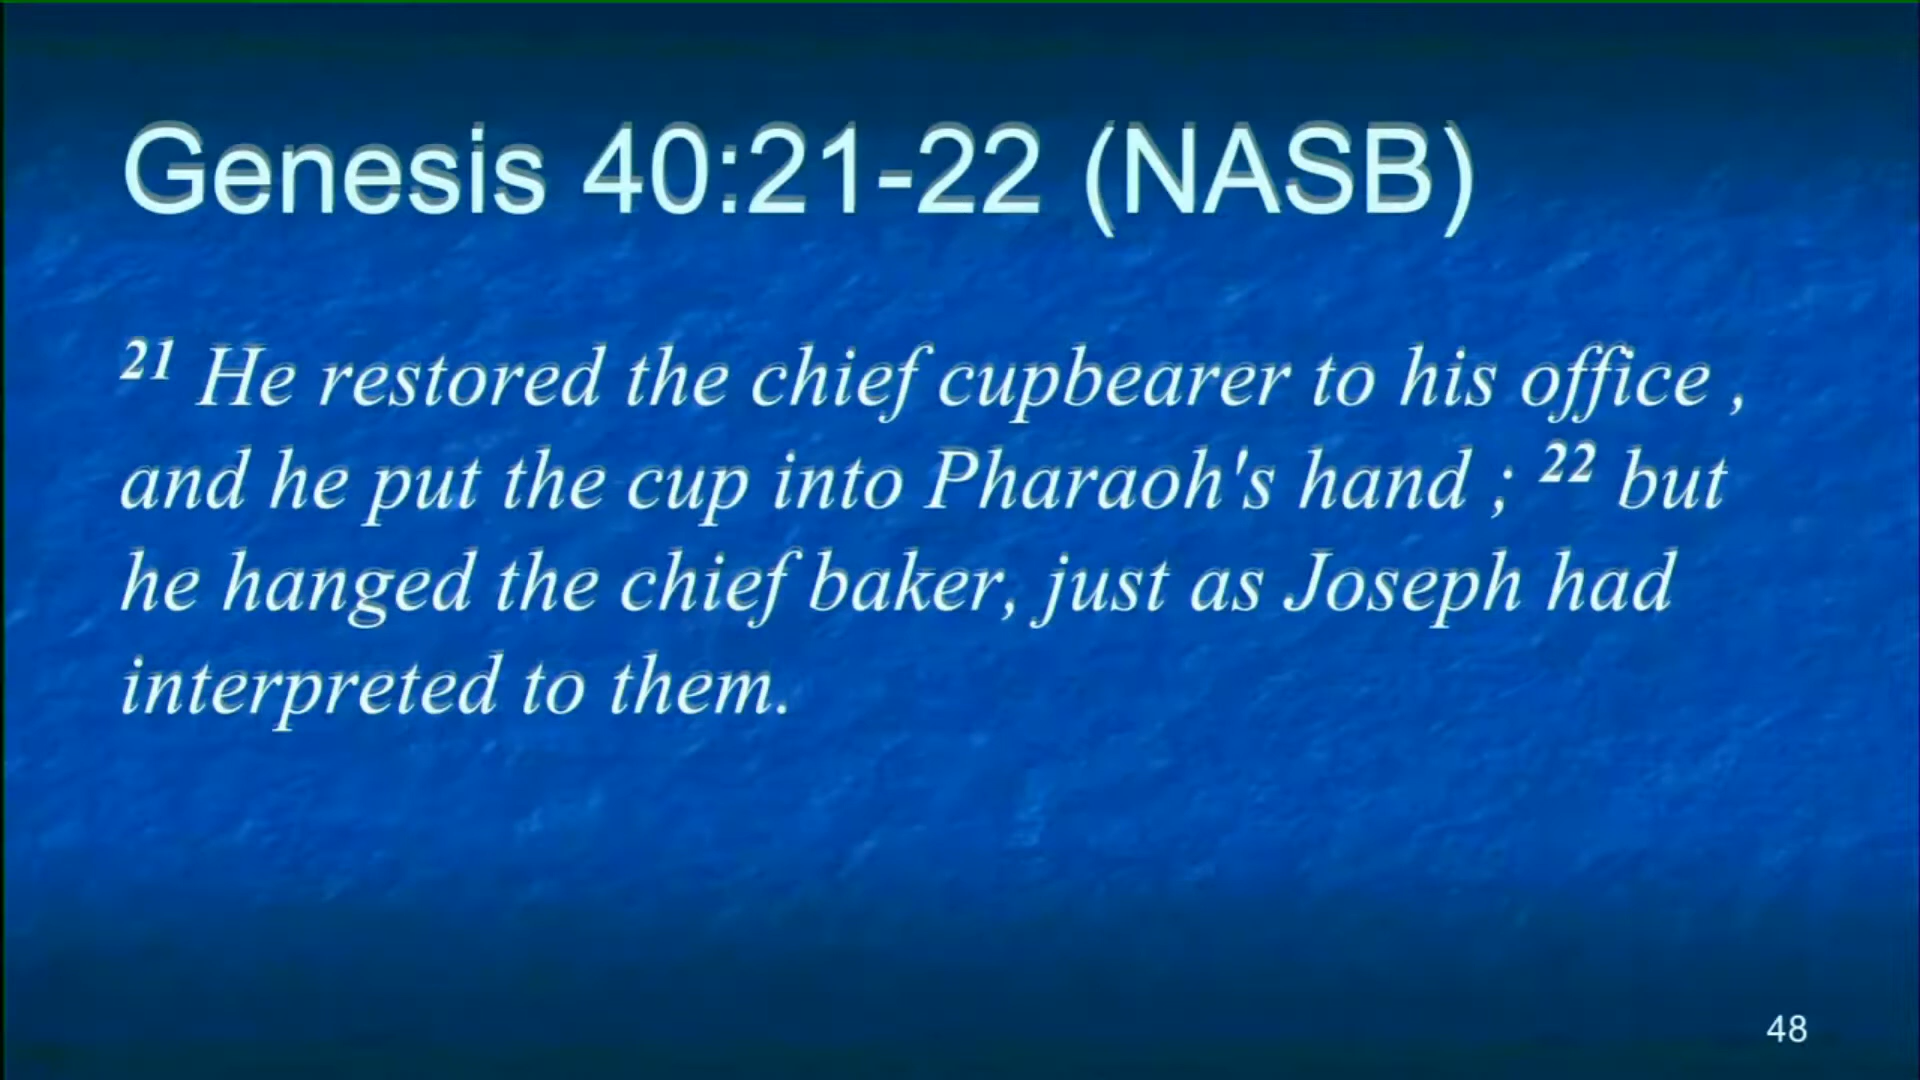 Genesis 40:21-22 (NASB)
21 He restored the chief cupbearer to his office ,
and he put the cup into Pharaoh's hand ; 22 but
he hanged the chief baker, just as Joseph had
interpreted to them.
48